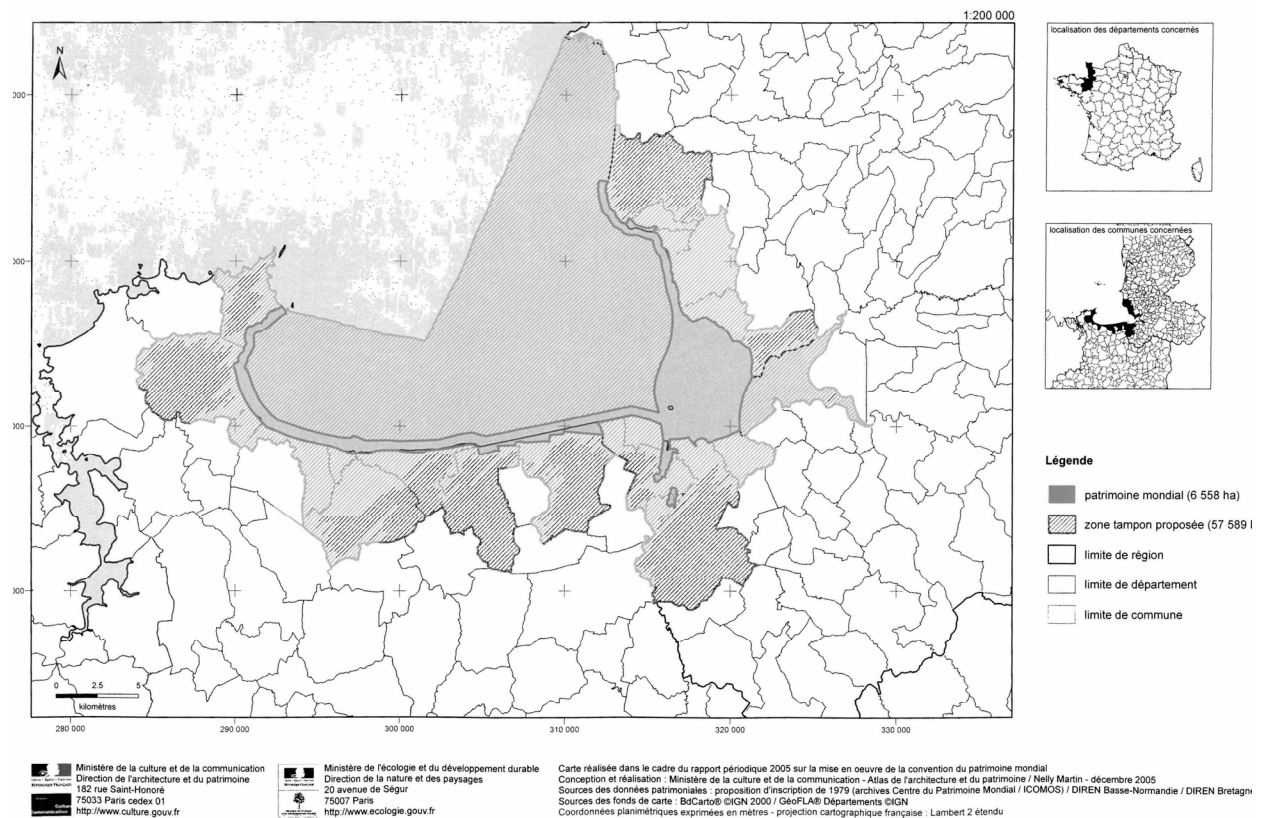 1:200 000
N
000
000
000
000
0 2.5 5
kilomètres
280 000 290 000 300 000 310 000 320 000 330 000
localisation des départements concernés
localisation des communes concernées
Légende
patrimoine mondial (6 558 ha)
zone tampon proposée (57 589
limite de région
limite de département
limite de commune
Ministère de la culture et de la communication
Direction de l'architecture et du patrimoine
182 rue Saint-Honoré
75033 Paris cedex 01
http://www.culture.gouv.fr
Ministère de l'écologie et du développement durable
Direction de la nature et des paysages
20 avenue de Ségur
75007 Paris
http://www.ecologie.gouv.fr
Carte réalisée dans le cadre du rapport périodique 2005 sur la mise en oeuvre de la convention du patrimoine mondial
Conception et réalisation : Ministère de la culture et de la communication - Atlas de l'architecture et du patrimoine / Nelly Martin - décembre 2005
Sources des données patrimoniales : proposition d'inscription de 1979 (archives Centre du Patrimoine Mondial / ICOMOS) / DIREN Basse-Normandie / DIREN Bretagne
Sources des fonds de carte : BdCarto® ©IGN 2000 / GéoFLA® Départements ©IGN
Coordonnées planimétriques exprimées en mètres - projection cartographique française : Lambert 2 étendu